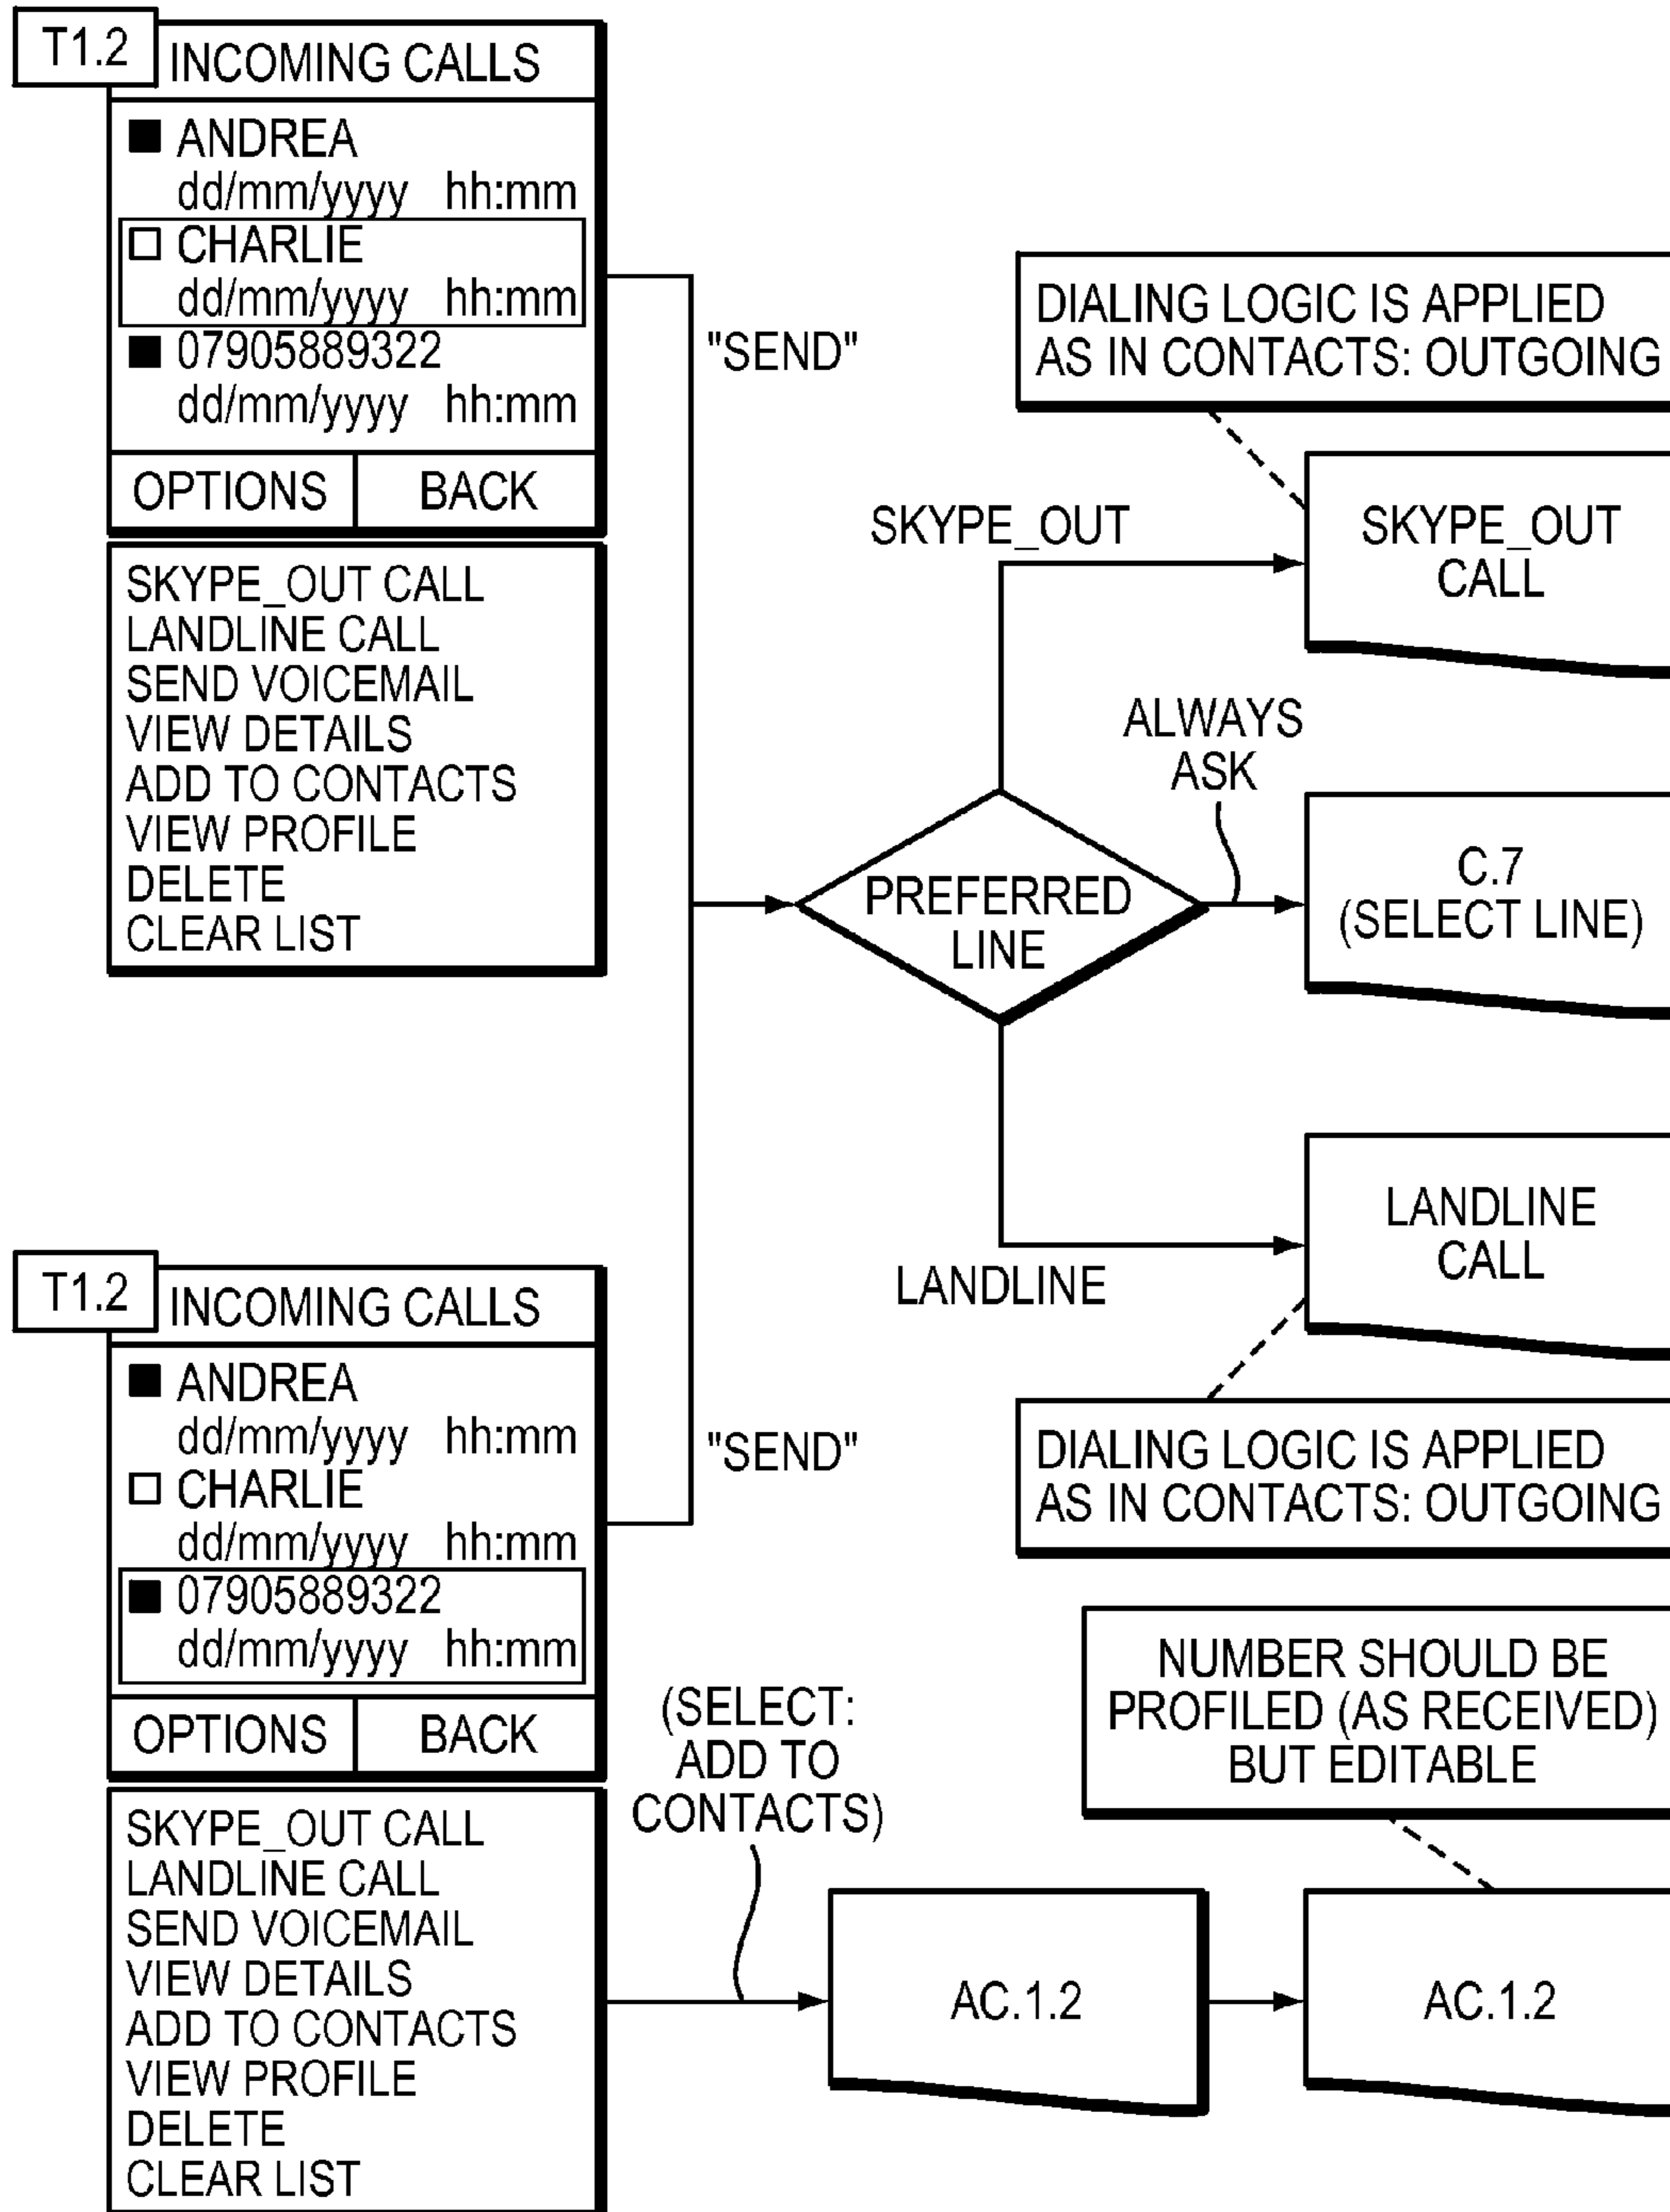 T1.2
INCOMING CALLS
■ ANDREA
dd/mm/yyyy hh:mm
□ CHARLIE
dd/mm/yyyy hh:mm
■ 07905889322
dd/mm/yyyy hh:mm
OPTIONS BACK
SKYPE_OUT CALL
LANDLINE CALL
SEND VOICEMAIL
VIEW DETAILS
ADD TO CONTACTS
VIEW PROFILE
DELETE
CLEAR LIST
"SEND"
DIALING LOGIC IS APPLIED
AS IN CONTACTS: OUTGOING
SKYPE_OUT
SKYPE_OUT
CALL
ALWAYS
ASK
PREFERRED
LINE
C.7
(SELECT LINE)
LANDLINE
LANDLINE
CALL
DIALING LOGIC IS APPLIED
AS IN CONTACTS: OUTGOING
T1.2
INCOMING CALLS
■ ANDREA
dd/mm/yyyy hh:mm
□ CHARLIE
dd/mm/yyyy hh:mm
■ 07905889322
dd/mm/yyyy hh:mm
OPTIONS BACK
SKYPE_OUT CALL
LANDLINE CALL
SEND VOICEMAIL
VIEW DETAILS
ADD TO CONTACTS
VIEW PROFILE
DELETE
CLEAR LIST
"SEND"
(SELECT:
ADD TO
CONTACTS)
NUMBER SHOULD BE
PROFILED (AS RECEIVED)
BUT EDITABLE
AC.1.2
AC.1.2